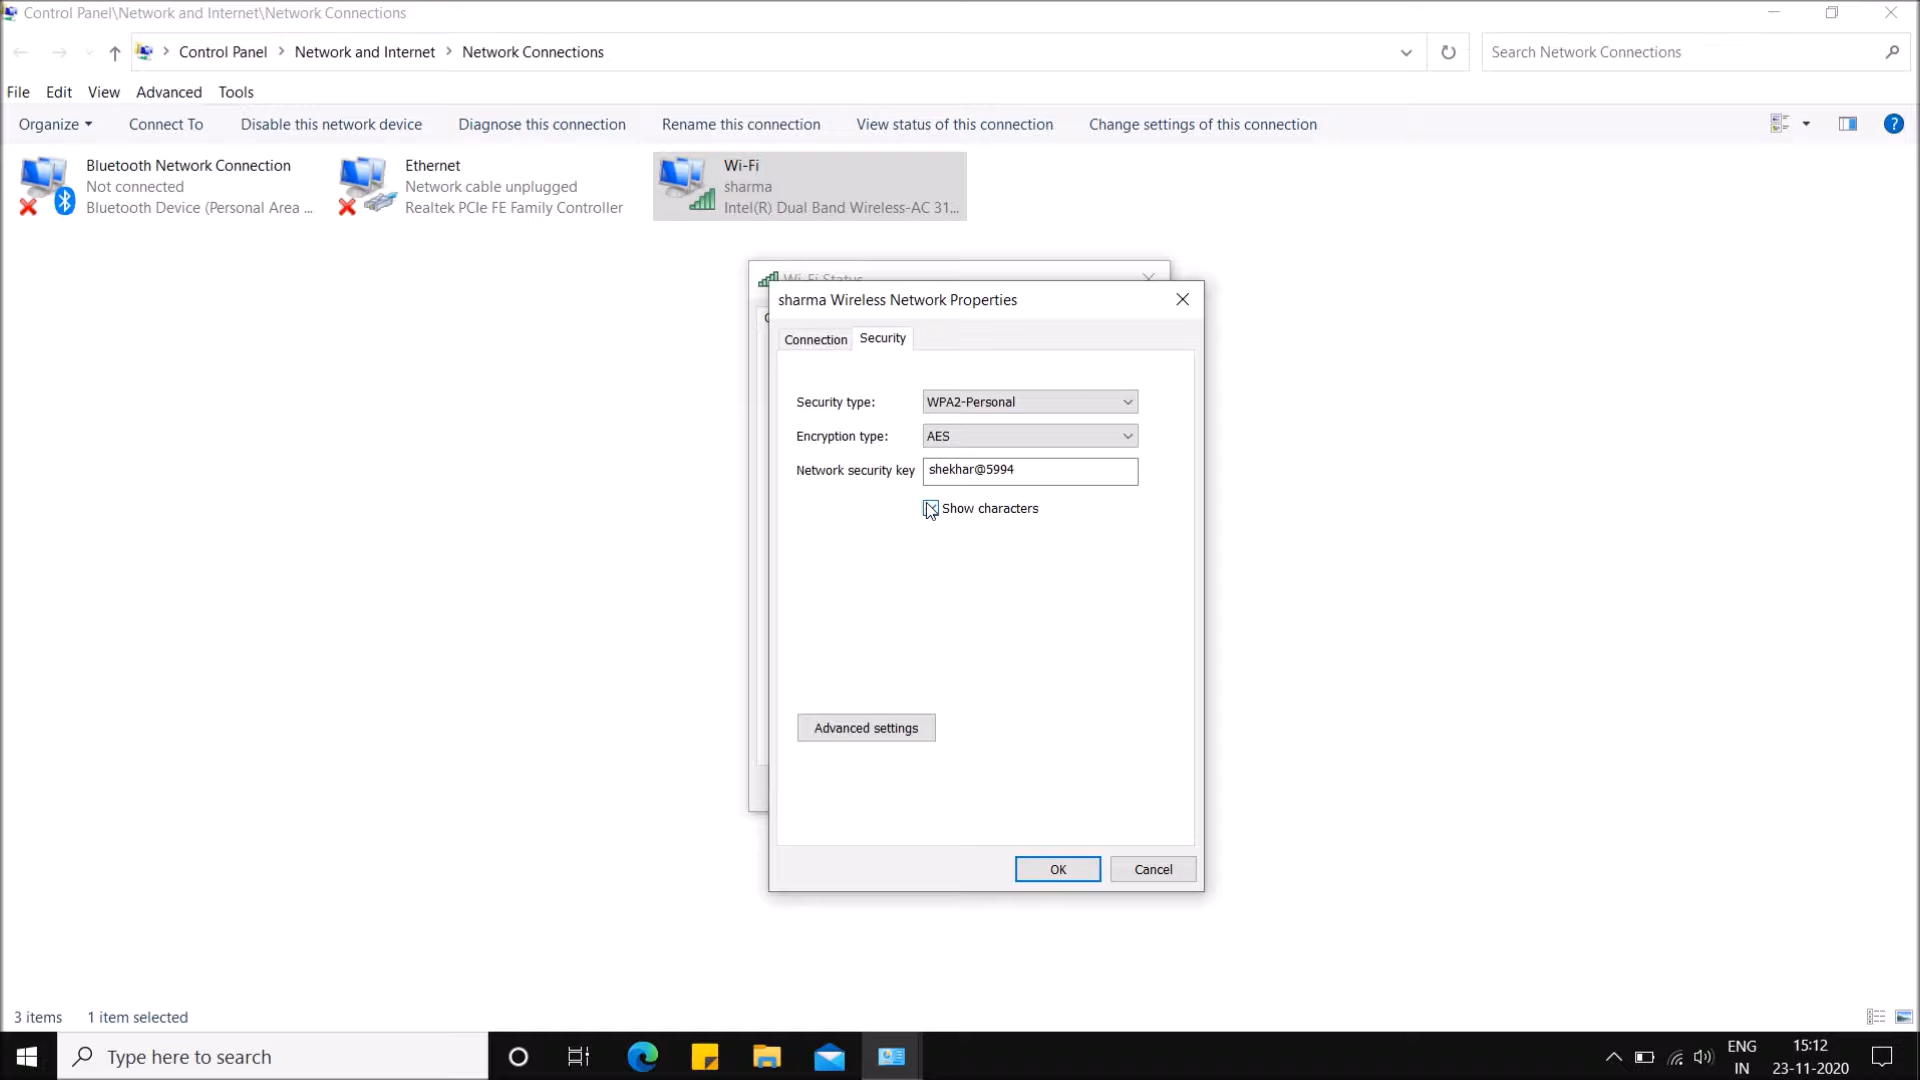 Control Panel\Network and Internet\Network Connections
Control Panel > Network and Internet > Network Connections
Search Network Connections
File Edit View Advanced Tools
Organize Connect To Disable this network device Diagnose this connection Rename this connection View status of this connection Change settings of this connection
Bluetooth Network Connection
Not connected
Bluetooth Device (Personal Area ...
Ethernet
Network cable unplugged
Realtek PCIe FE Family Controller
Wi-Fi
sharma
Intel(R) Dual Band Wireless-AC 31...
Wi-Fi Status
sharma Wireless Network Properties
Connection Security
Security type: WPA2-Personal
Encryption type: AES
Network security key shekhar@5994
Show characters
Advanced settings
OK Cancel
3 items 1 item selected
Type here to search
ENG
IN
15:12
23-11-2020